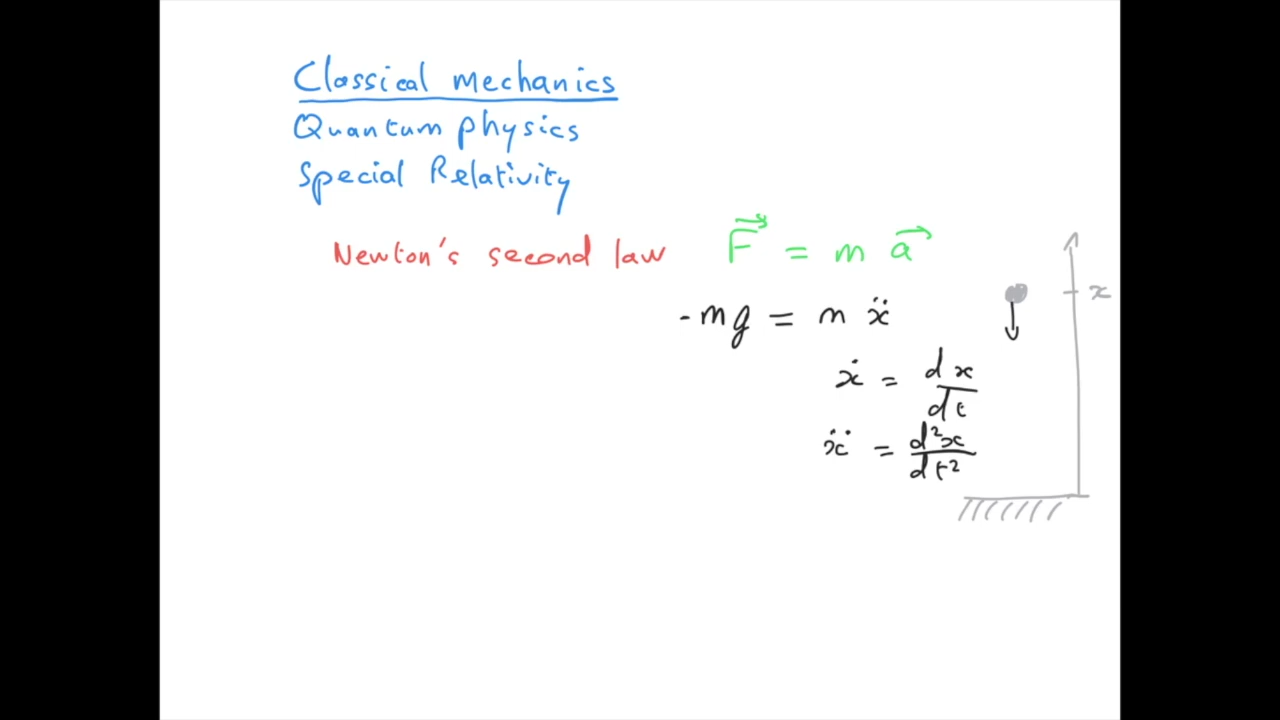 Classical mechanics
Quantum physics
Special Relativity
Newton's second law F⃗ = m a⃗
-mg = m ẍ
x
ẋ = dx/dt
ẍ = d²x/dt²